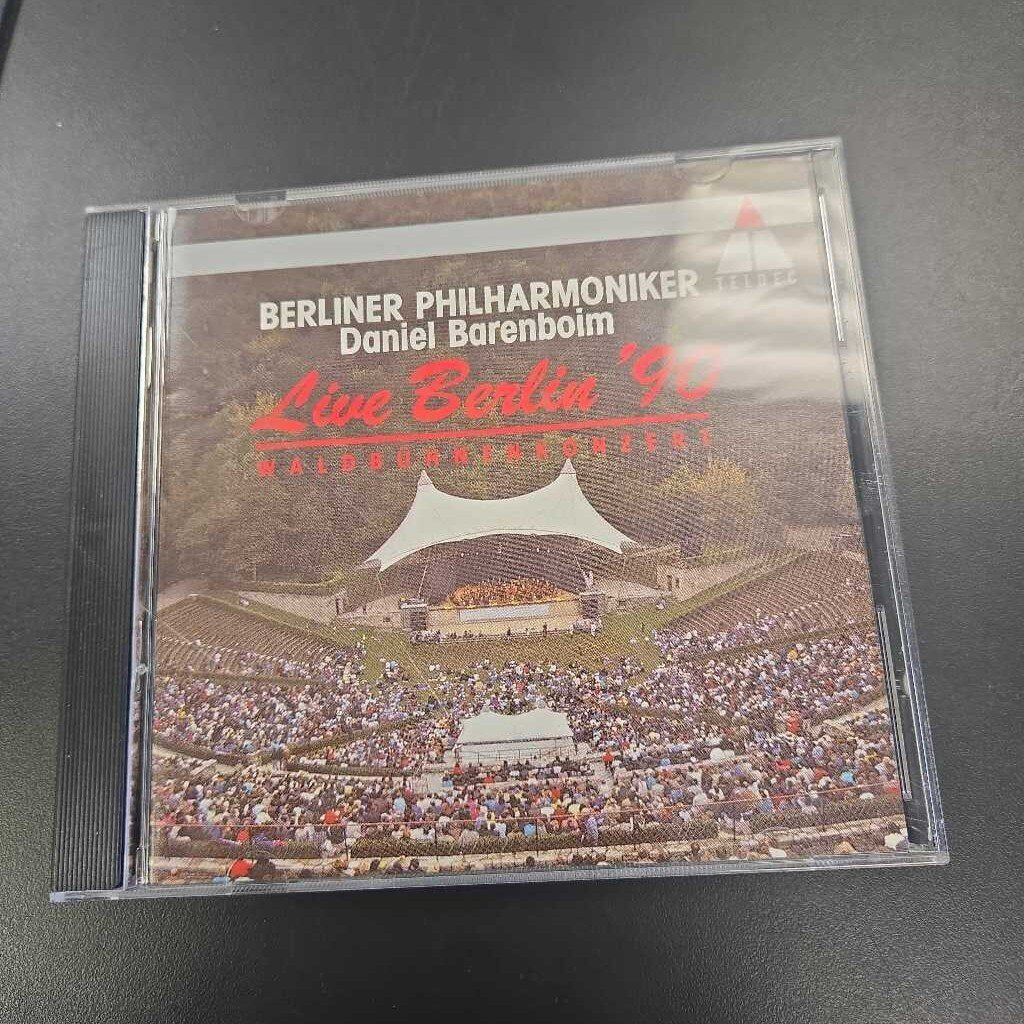 TELDEC
BERLINER PHILHARMONIKER
Daniel Barenboim
Live Berlin '90
WALDBÜHNENKONZERT